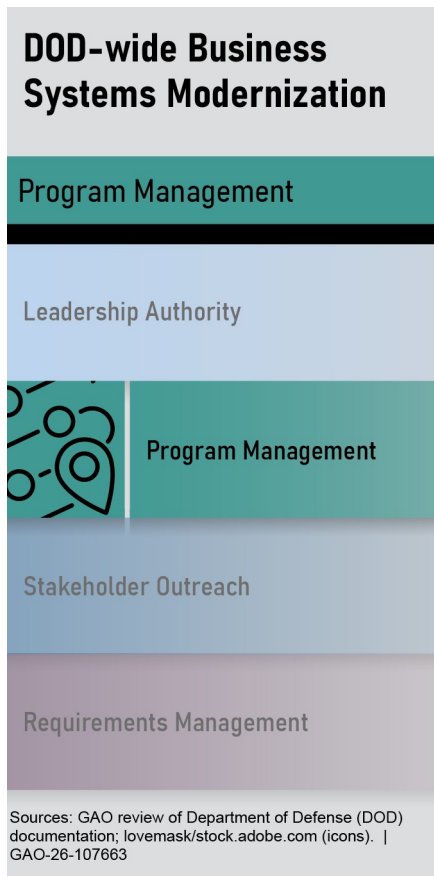 DOD-wide Business
Systems Modernization
Program Management
Leadership Authority
Program Management
Stakeholder Outreach
Requirements Management
Sources: GAO review of Department of Defense (DOD)
documentation; lovemask/stock.adobe.com (icons).  |
GAO-26-107663